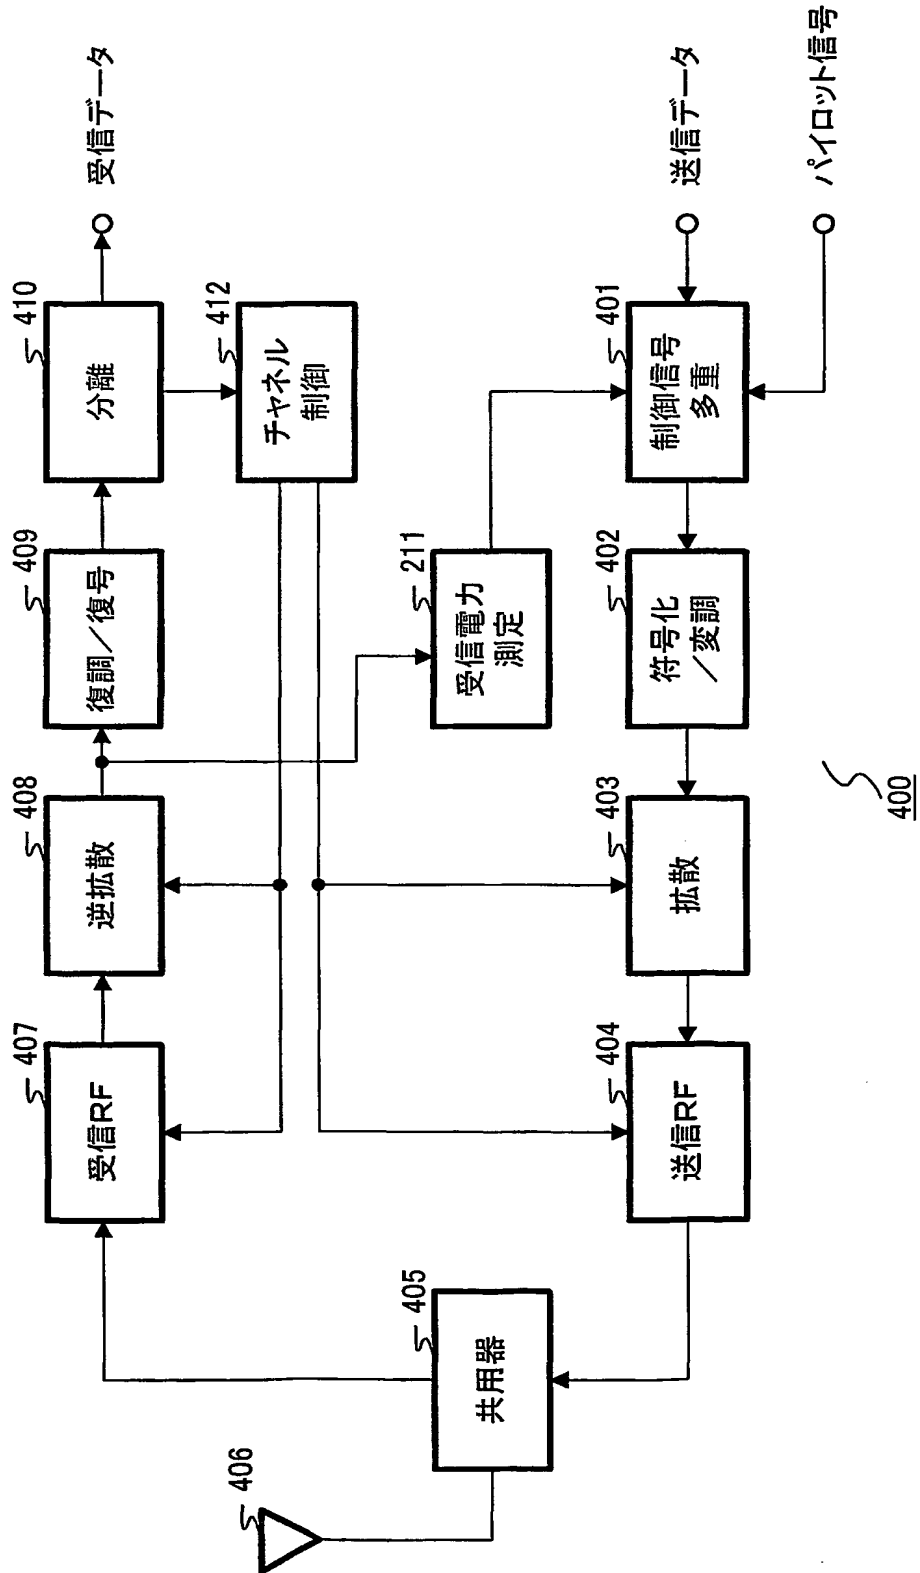 406
共用器
405
受信RF
407
逆拡散
408
復調／復号
409
分離
410
受信データ
チャネル
制御
412
受信電力
測定
211
送信RF
404
拡散
403
符号化
／変調
402
制御信号
多重
401
送信データ
パイロット信号
400